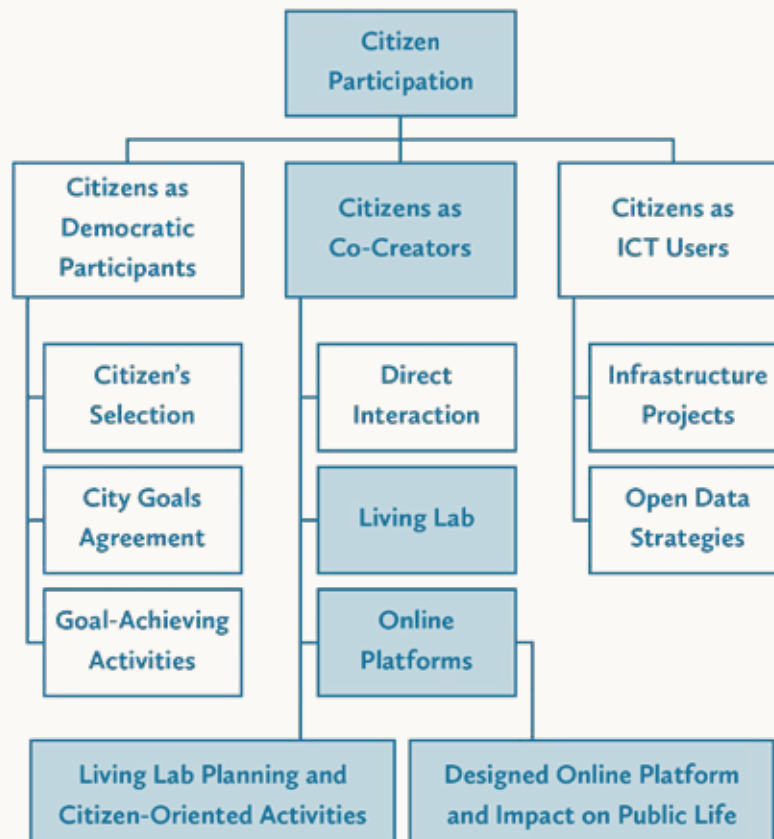 Citizen
Participation
Citizens as
Democratic
Participants
Citizens as
Co-Creators
Citizens as
ICT Users
Citizen's
Selection
Direct
Interaction
Infrastructure
Projects
City Goals
Agreement
Living Lab
Open Data
Strategies
Goal-Achieving
Activities
Online
Platforms
Living Lab Planning and
Citizen-Oriented Activities
Designed Online Platform
and Impact on Public Life